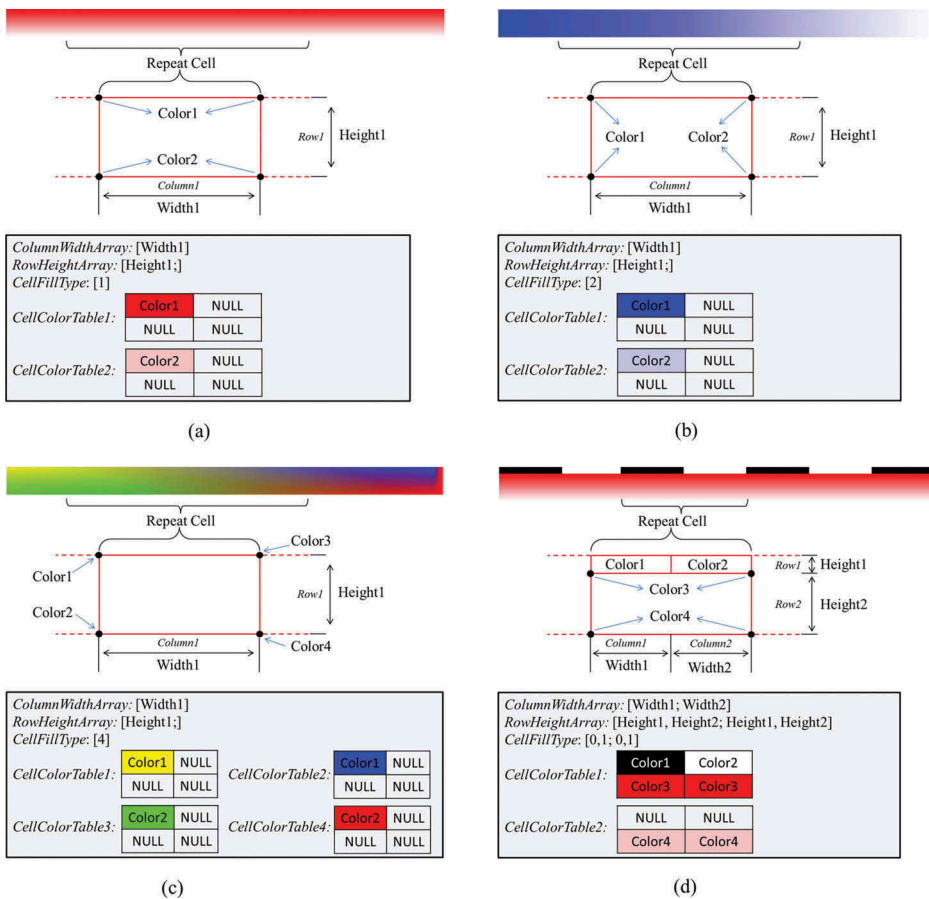 Repeat Cell
Color1
Row1 Height1
Color2
Column1
Width1
ColumnWidthArray: [Width1]
RowHeightArray: [Height1;]
CellFillType: [1]
CellColorTable1: Color1 NULL
NULL NULL
CellColorTable2: Color2 NULL
NULL NULL
(a)
Repeat Cell
Color1 Color2 Row1 Height1
Column1
Width1
ColumnWidthArray: [Width1]
RowHeightArray: [Height1;]
CellFillType: [2]
CellColorTable1: Color1 NULL
NULL NULL
CellColorTable2: Color2 NULL
NULL NULL
(b)
Repeat Cell
Color3
Color1
Row1 Height1
Color2
Color4
Column1
Width1
ColumnWidthArray: [Width1]
RowHeightArray: [Height1;]
CellFillType: [4]
CellColorTable1: Color1 NULL CellColorTable2: Color1 NULL
NULL NULL NULL NULL
CellColorTable3: Color2 NULL CellColorTable4: Color2 NULL
NULL NULL NULL NULL
(c)
Repeat Cell
Color1 Color2 Row1 Height1
Color3
Row2 Height2
Color4
Column1 Column2
Width1 Width2
ColumnWidthArray: [Width1; Width2]
RowHeightArray: [Height1, Height2; Height1, Height2]
CellFillType: [0,1; 0,1]
CellColorTable1: Color1 Color2
Color3 Color3
CellColorTable2: NULL NULL
Color4 Color4
(d)